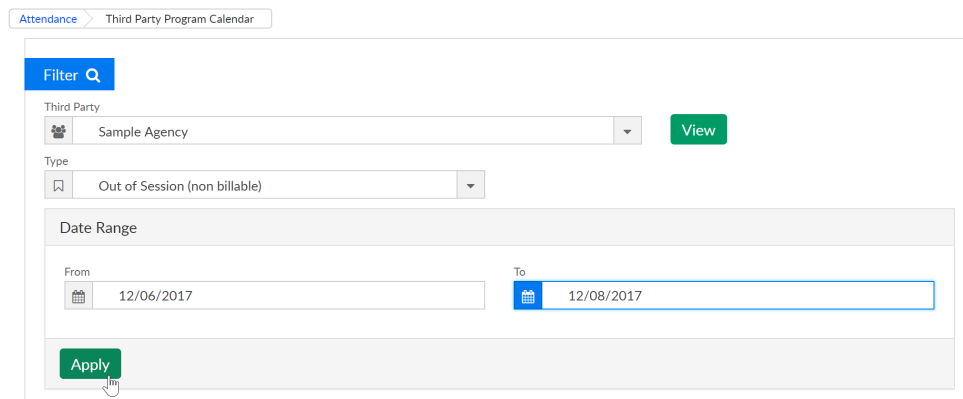 Attendance Third Party Program Calendar
Filter
Third Party
Sample Agency
View
Type
Out of Session (non billable)
Date Range
From To
12/06/2017 12/08/2017
Apply